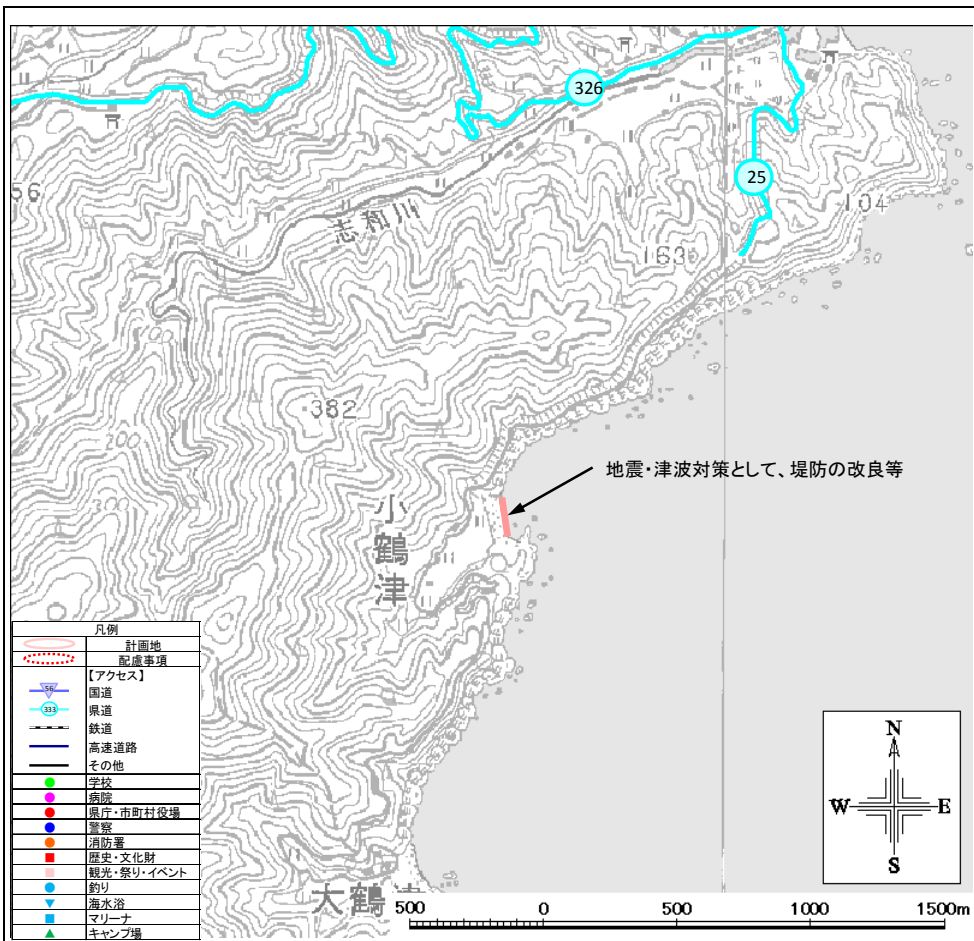 326
25
56
104
163
志和川
200
300
382
地震・津波対策として、堤防の改良等
小鶴津
大鶴津
凡例
計画地
配慮事項
【アクセス】
56 国道
333 県道
鉄道
高速道路
その他
学校
病院
県庁・市町村役場
警察
消防署
歴史・文化財
観光・祭り・イベント
釣り
海水浴
マリーナ
キャンプ場
N
W E
S
500 0 500 1000 1500m